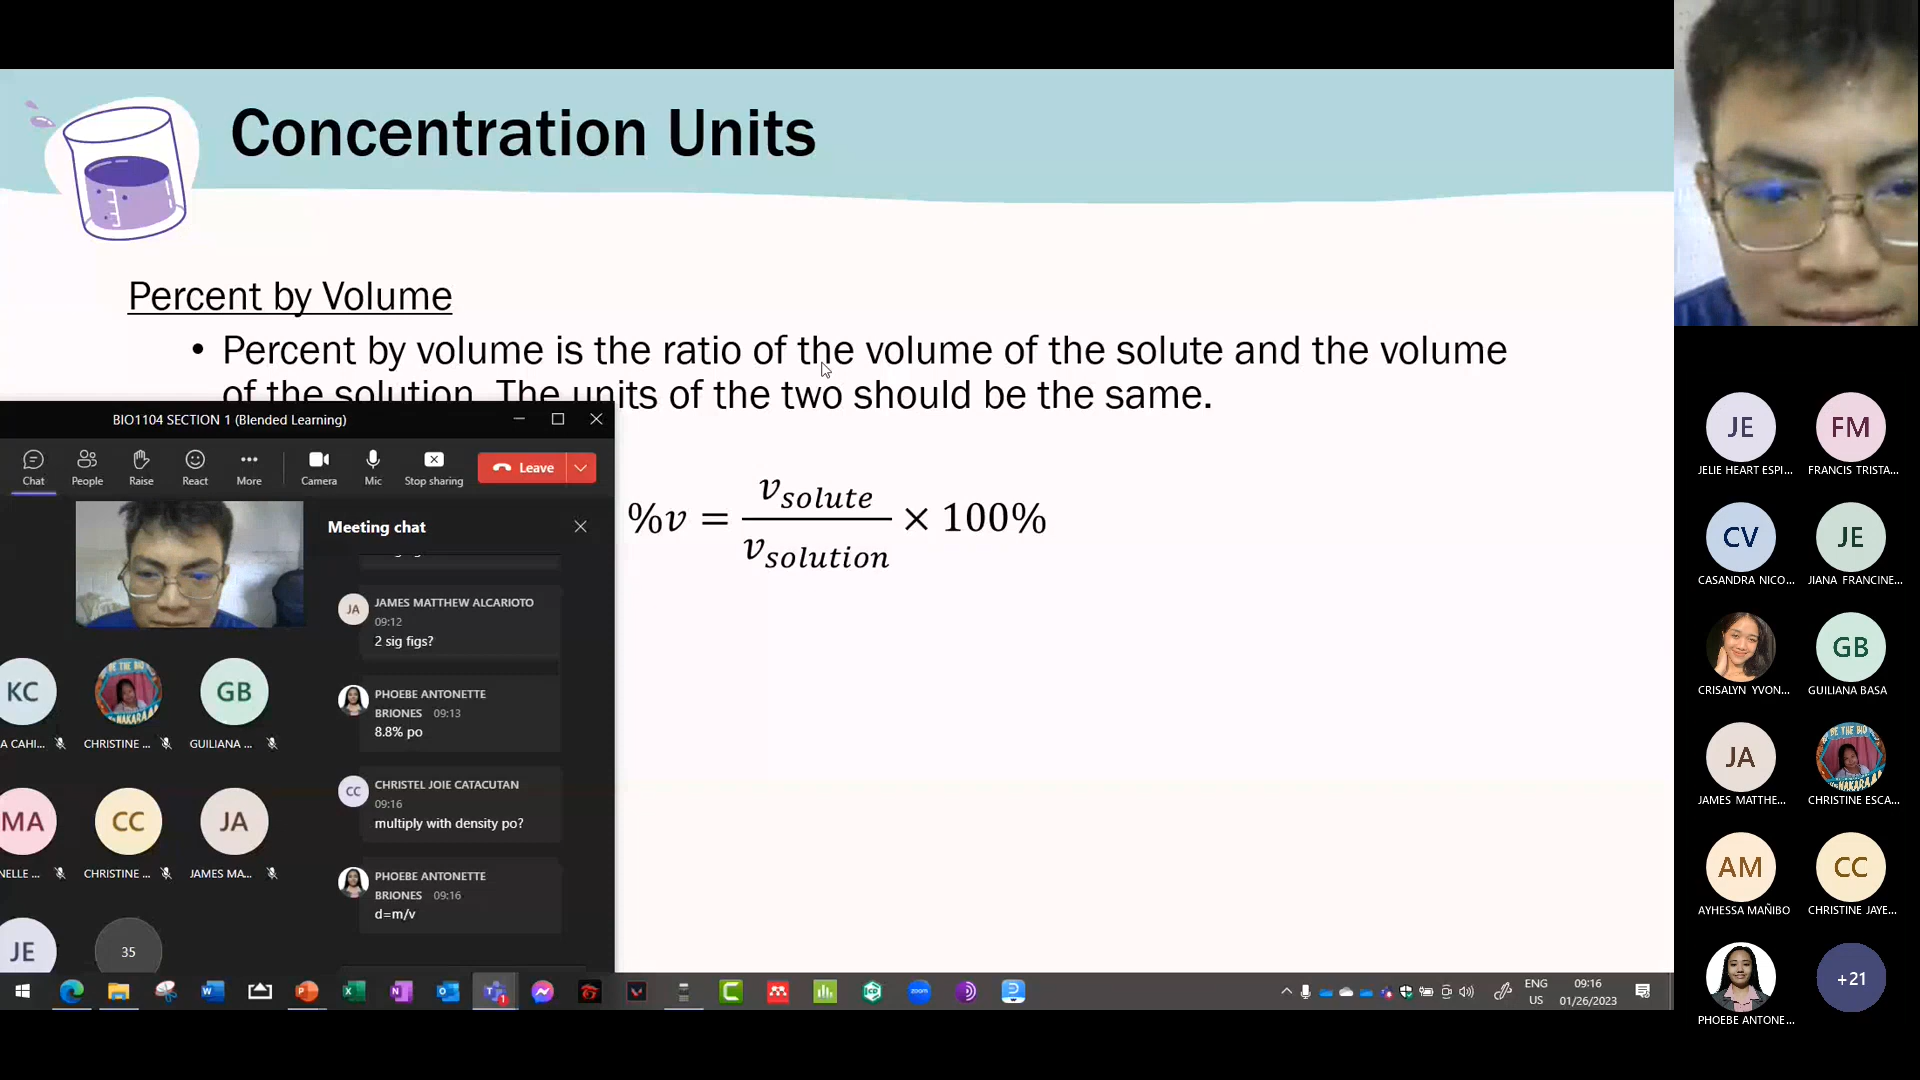 Concentration Units
Percent by Volume
• Percent by volume is the ratio of the volume of the solute and the volume
of the solution. The units of the two should be the same.
%v = v_solute / v_solution × 100%
BIO1104 SECTION 1 (Blended Learning)
Chat
People
Raise
React
More
Camera
Mic
Stop sharing
Leave
Meeting chat
JA
JAMES MATTHEW ALCARIOTO
09:12
2 sig figs?
PHOEBE ANTONETTE
BRIONES 09:13
8.8% po
CC
CHRISTEL JOIE CATACUTAN
09:16
multiply with density po?
PHOEBE ANTONETTE
BRIONES 09:16
d=m/v
KC
GB
A CAHI...
CHRISTINE ...
GUILIANA ...
MA
CC
JA
NELLE ...
CHRISTINE ...
JAMES MA...
JE
35
ENG
US
09:16
01/26/2023
JE
FM
JELIE HEART ESPI...
FRANCIS TRISTA...
CV
JE
CASANDRA NICO...
JIANA FRANCINE...
GB
CRISALYN YVON...
GUILIANA BASA
JA
JAMES MATTHE...
CHRISTINE ESCA...
AM
CC
AYHESSA MAÑIBO
CHRISTINE JAYE...
+21
PHOEBE ANTONE...